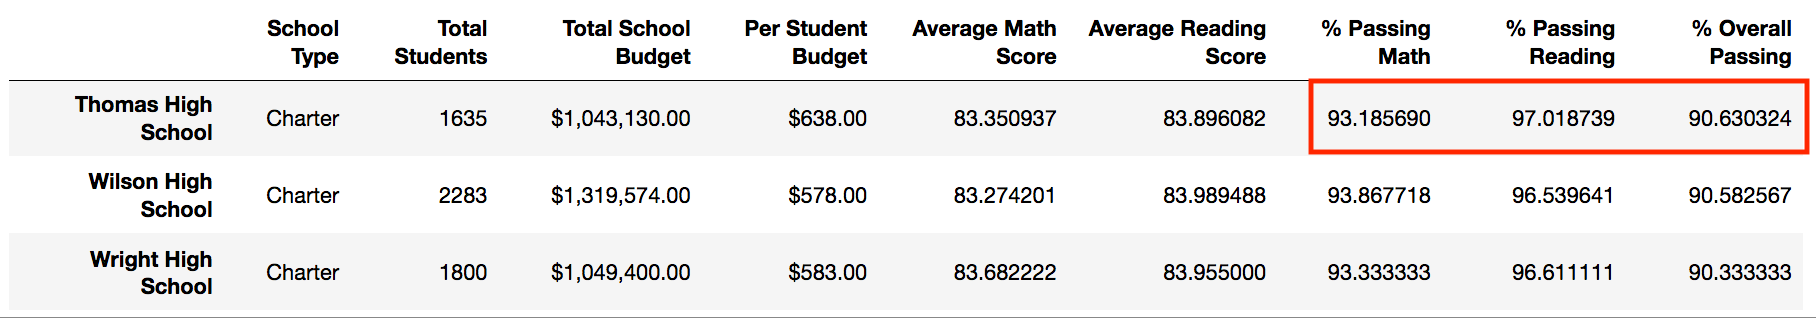 School Type Total Students Total School Budget Per Student Budget Average Math Score Average Reading Score % Passing Math % Passing Reading % Overall Passing
Thomas High School Charter 1635 $1,043,130.00 $638.00 83.350937 83.896082 93.185690 97.018739 90.630324
Wilson High School Charter 2283 $1,319,574.00 $578.00 83.274201 83.989488 93.867718 96.539641 90.582567
Wright High School Charter 1800 $1,049,400.00 $583.00 83.682222 83.955000 93.333333 96.611111 90.333333